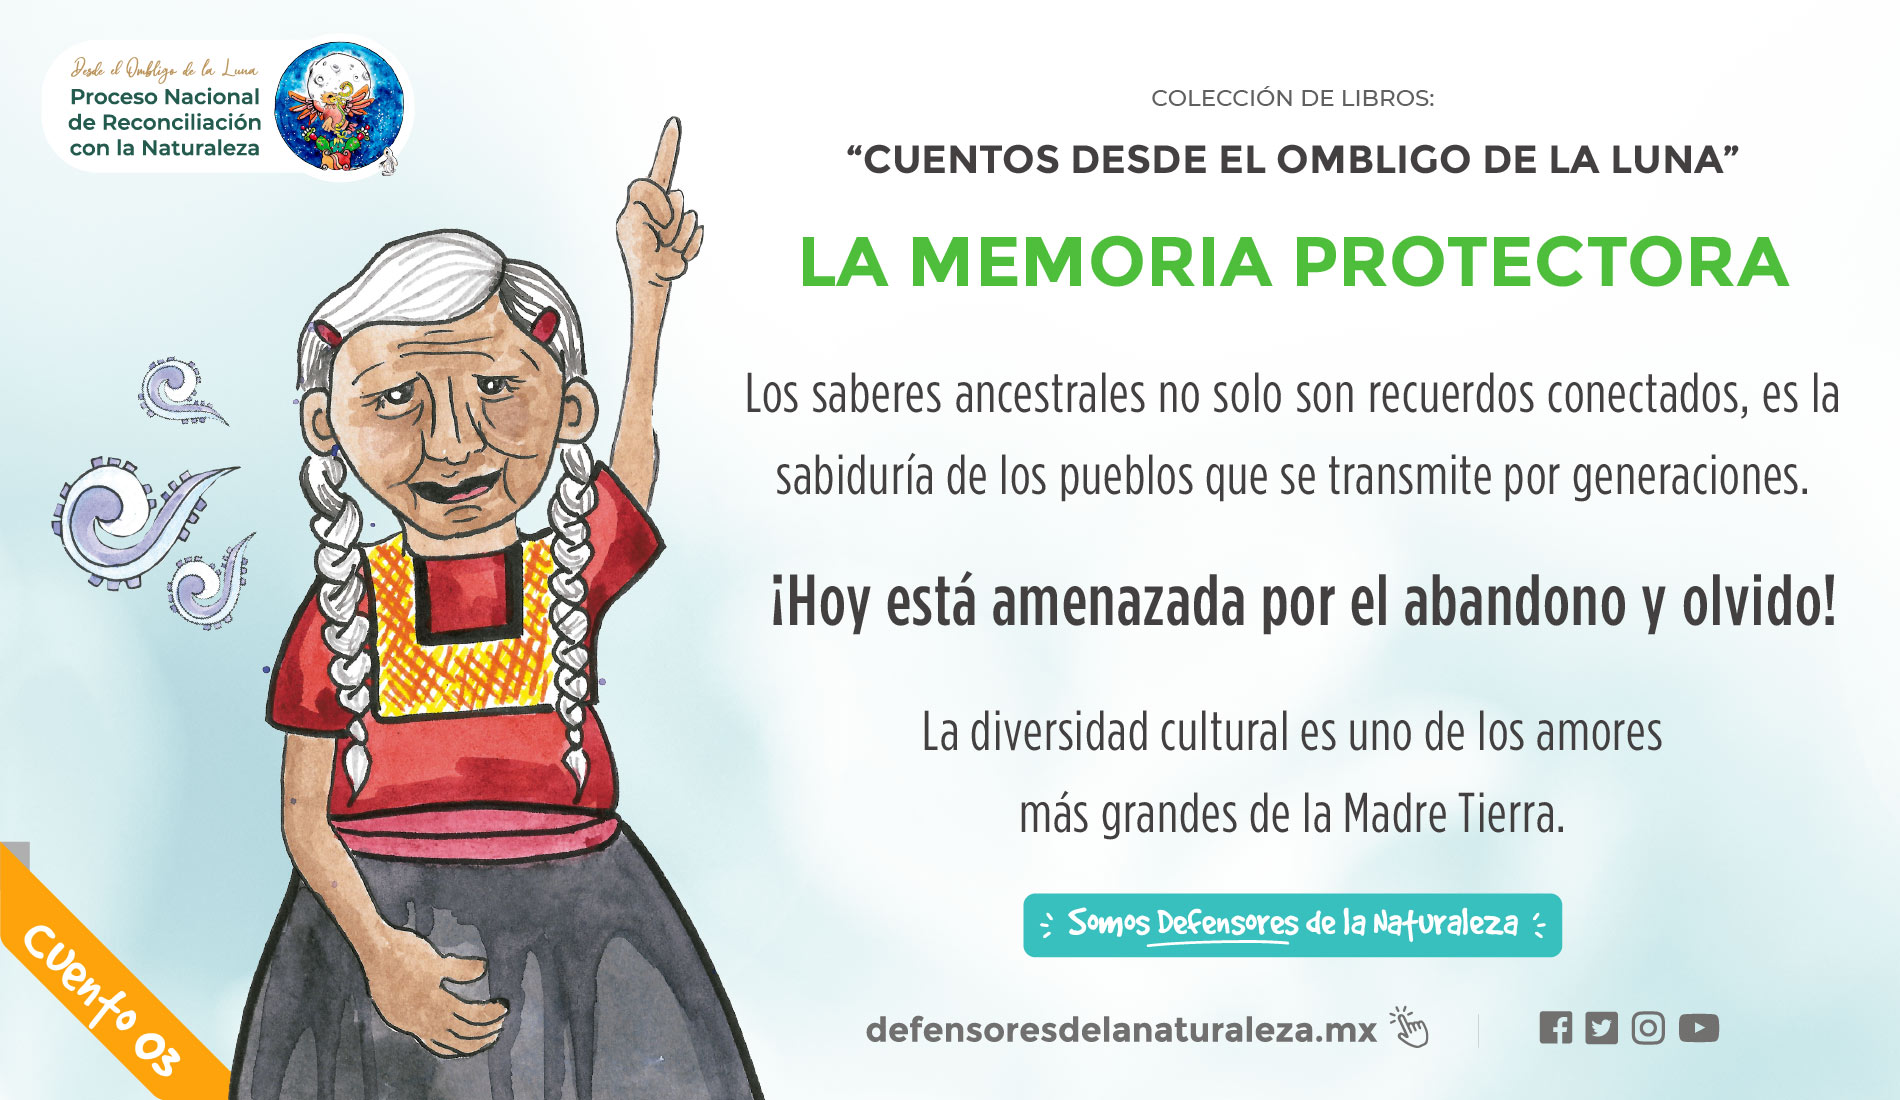 Desde el Ombligo de la Luna
Proceso Nacional
de Reconciliación
con la Naturaleza
COLECCIÓN DE LIBROS:
“CUENTOS DESDE EL OMBLIGO DE LA LUNA”
LA MEMORIA PROTECTORA
Los saberes ancestrales no solo son recuerdos conectados, es la
sabiduría de los pueblos que se transmite por generaciones.
¡Hoy está amenazada por el abandono y olvido!
La diversidad cultural es uno de los amores
más grandes de la Madre Tierra.
Somos Defensores de la Naturaleza
defensoresdelanaturaleza.mx
Cuento 03